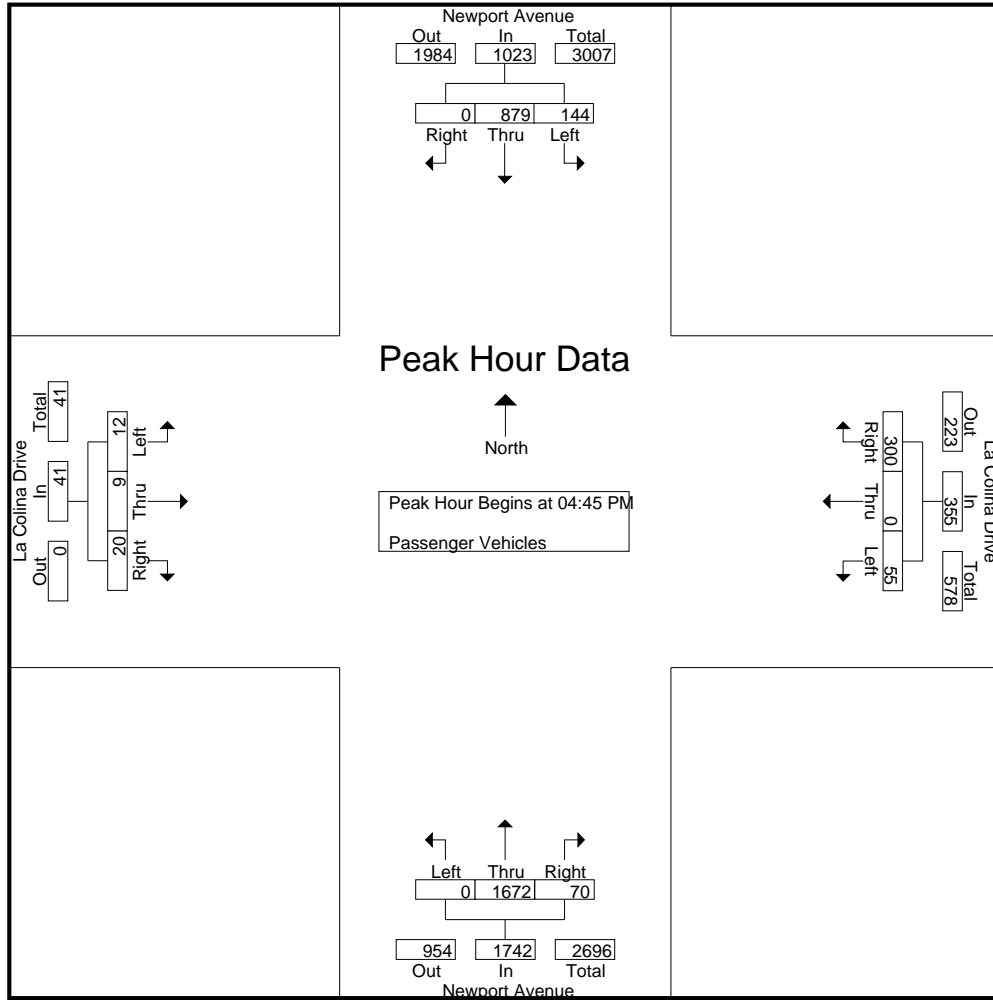 Newport Avenue
Out In Total
1984 1023 3007
0 879 144
Right Thru Left
Peak Hour Data
North
Peak Hour Begins at 04:45 PM
Passenger Vehicles
La Colina Drive
Out In Total
0 41 41
Left Thru Right
12 9 20
La Colina Drive
Out In Total
223 355 578
300 0 55
Right Thru Left
Left Thru Right
0 1672 70
954 1742 2696
Out In Total
Newport Avenue